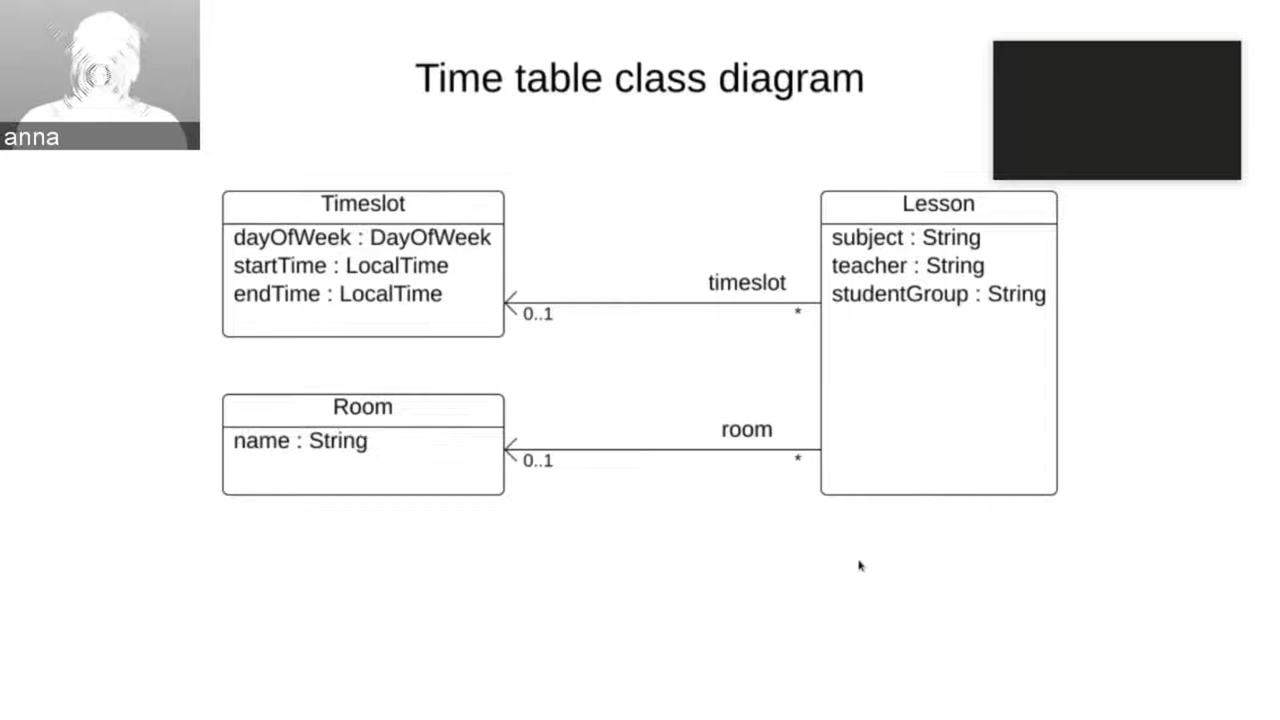 anna
Time table class diagram
Timeslot
dayOfWeek : DayOfWeek
startTime : LocalTime
endTime : LocalTime
timeslot
0..1
*
Lesson
subject : String
teacher : String
studentGroup : String
Room
name : String
room
0..1
*